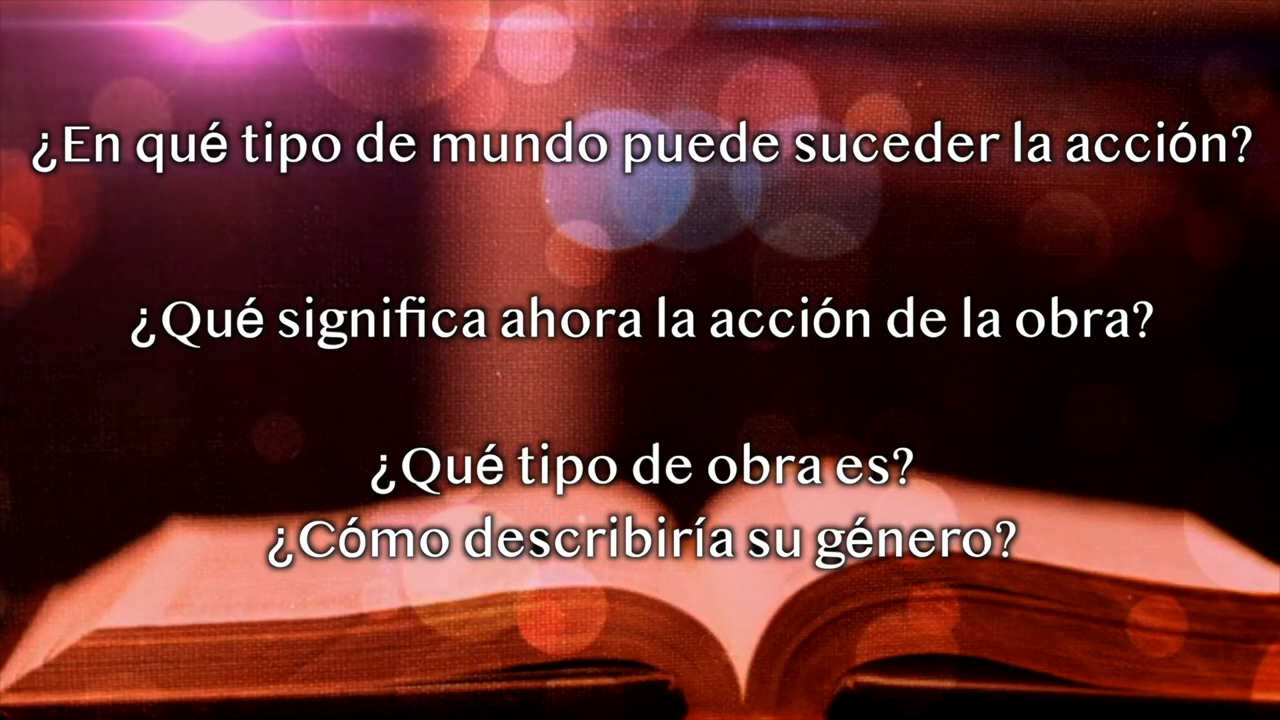 ¿En qué tipo de mundo puede suceder la acción?
¿Qué significa ahora la acción de la obra?
¿Qué tipo de obra es?
¿Cómo describiría su género?